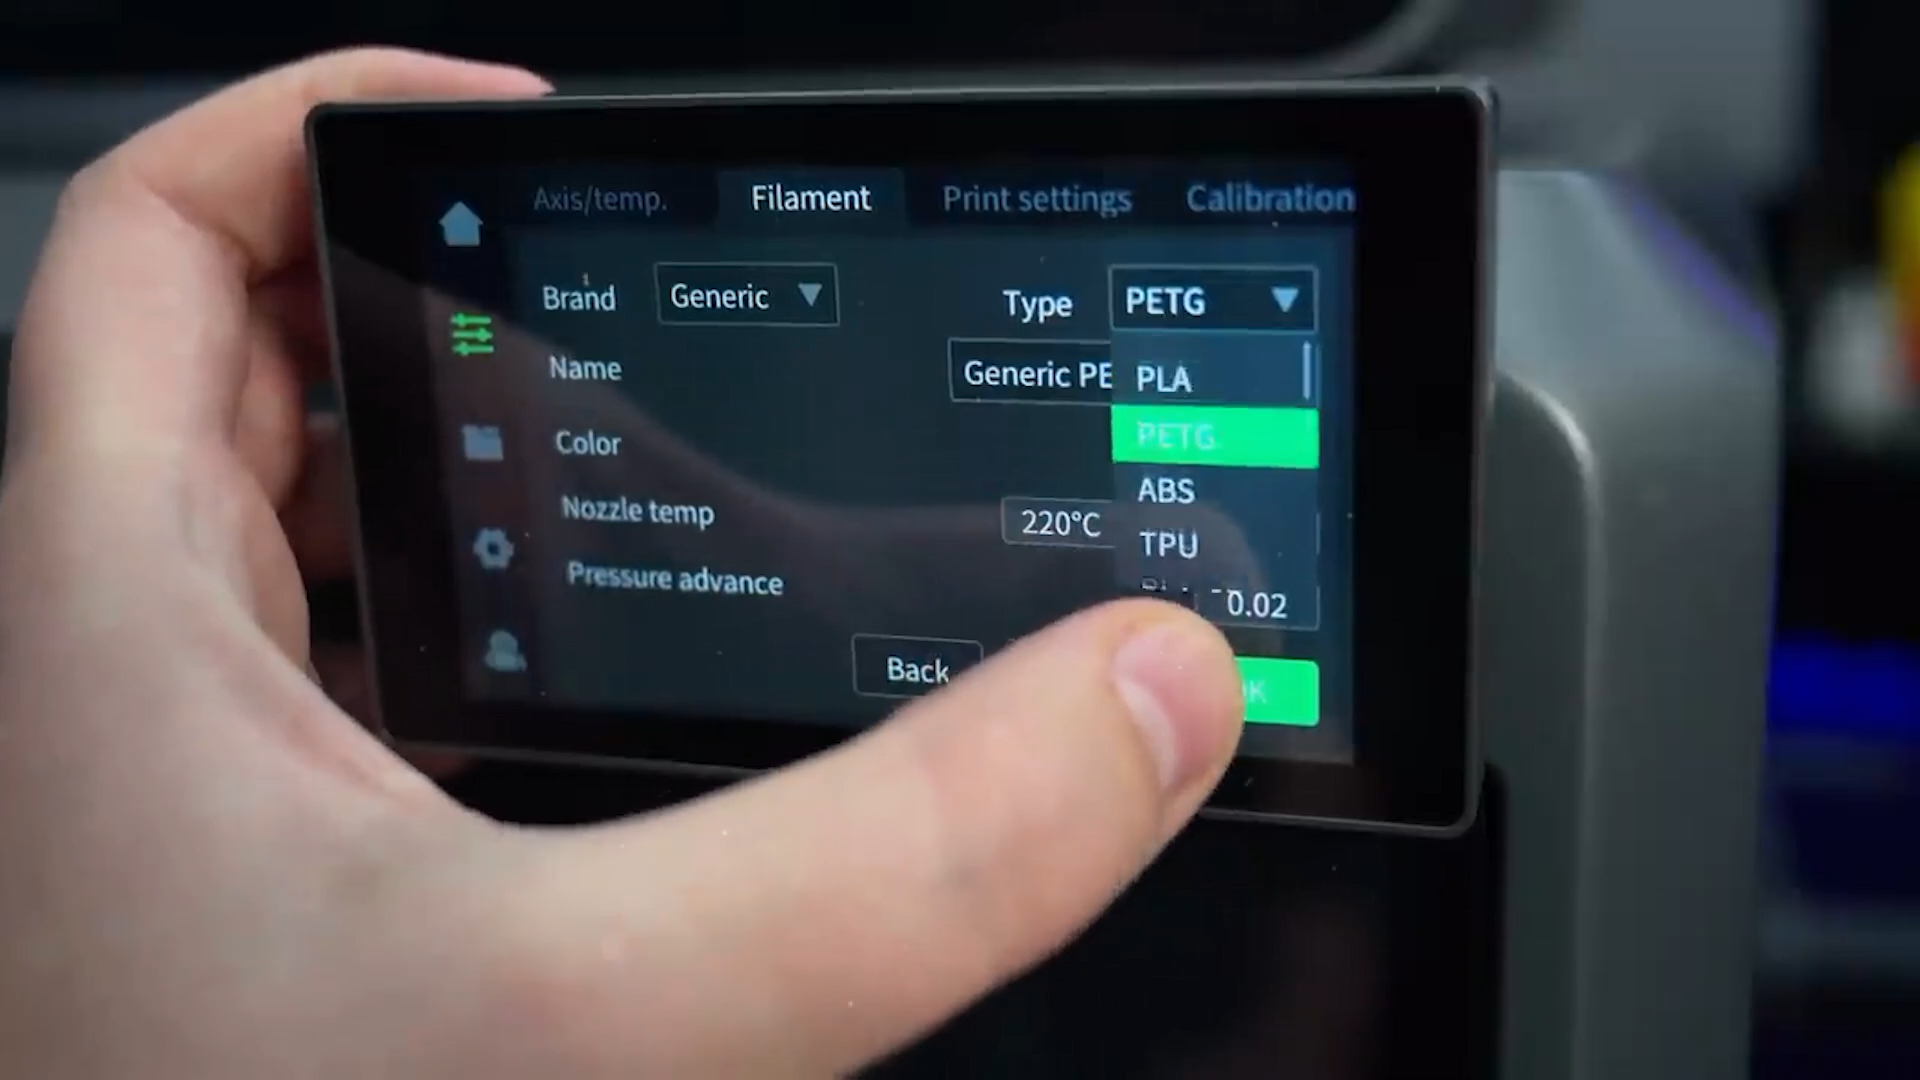 Axis/temp. Filament Print settings Calibration
Brand Generic Type PETG
Name Generic PE
PLA
PETG
Color
ABS
Nozzle temp 220°C
TPU
Pressure advance 0.02
Back